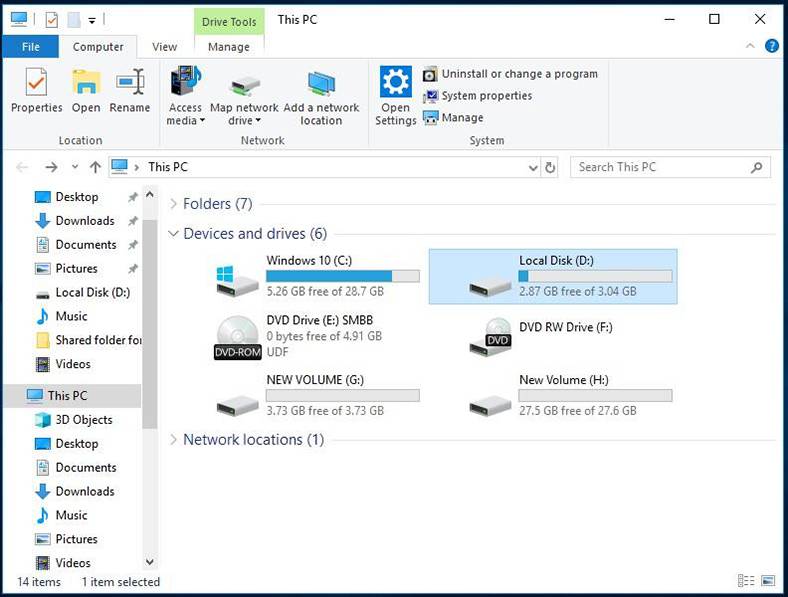 Drive Tools
This PC
File
Computer
View
Manage
Properties
Open
Rename
Access media
Map network drive
Add a network location
Open Settings
Uninstall or change a program
System properties
Manage
Location
Network
System
This PC
Search This PC
Desktop
Downloads
Documents
Pictures
Local Disk (D:)
Music
Shared folder for
Videos
This PC
3D Objects
Desktop
Documents
Downloads
Music
Pictures
Videos
Folders (7)
Devices and drives (6)
Windows 10 (C:)
5.26 GB free of 28.7 GB
Local Disk (D:)
2.87 GB free of 3.04 GB
DVD-ROM
DVD Drive (E:) SMBB
0 bytes free of 4.91 GB
UDF
DVD
DVD RW Drive (F:)
NEW VOLUME (G:)
3.73 GB free of 3.73 GB
New Volume (H:)
27.5 GB free of 27.6 GB
Network locations (1)
14 items
1 item selected